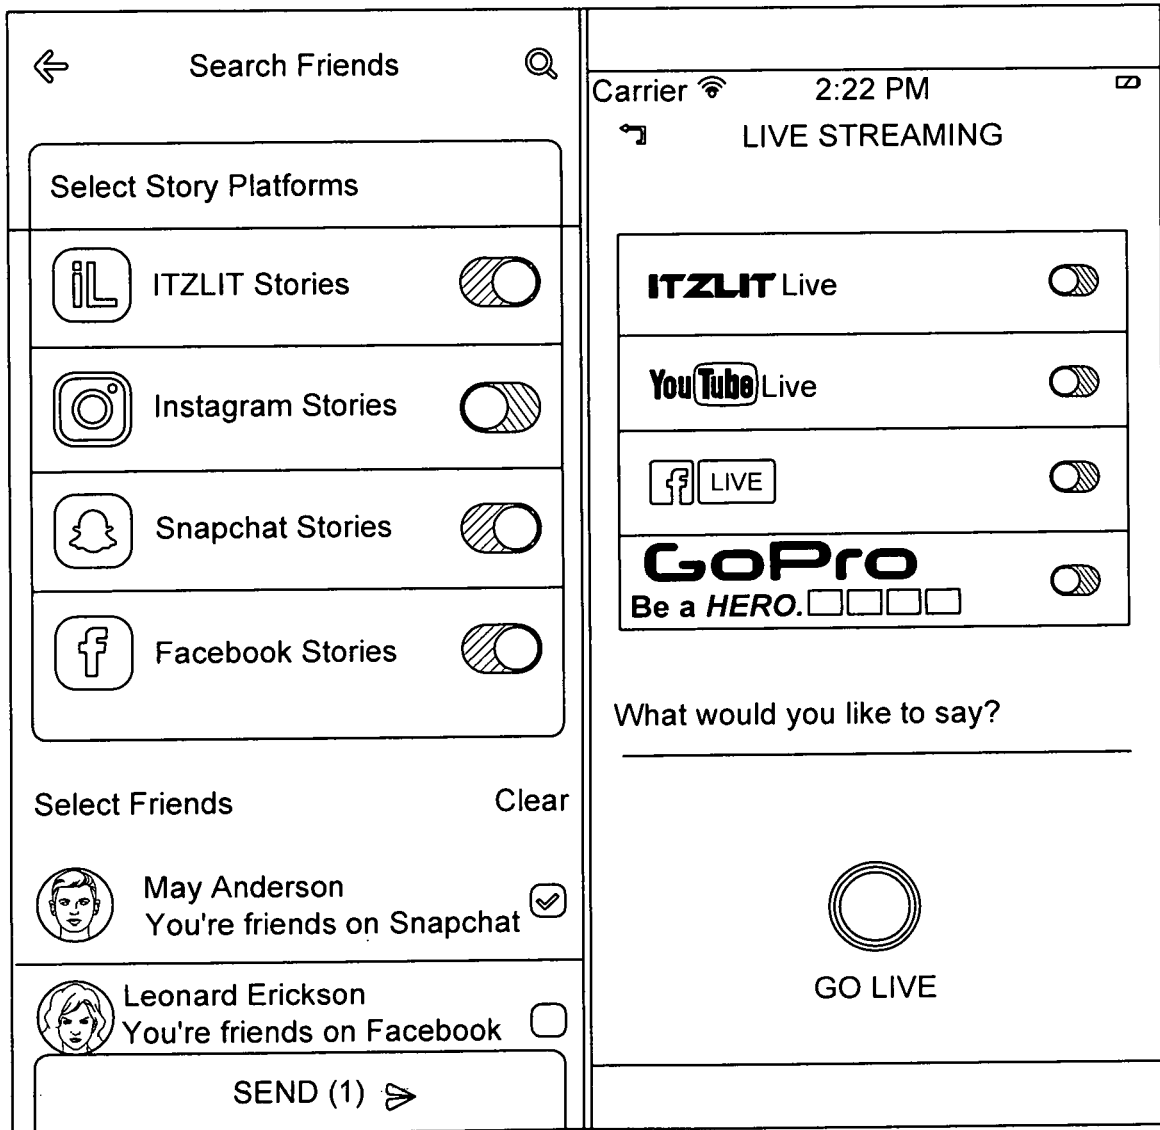 Search Friends
Select Story Platforms
iL ITZLIT Stories
Instagram Stories
Snapchat Stories
f Facebook Stories
Select Friends Clear
May Anderson
You're friends on Snapchat
Leonard Erickson
You're friends on Facebook
SEND (1)
Carrier 2:22 PM
LIVE STREAMING
ITZLIT Live
YouTube Live
f LIVE
GoPro
Be a HERO.
What would you like to say?
GO LIVE